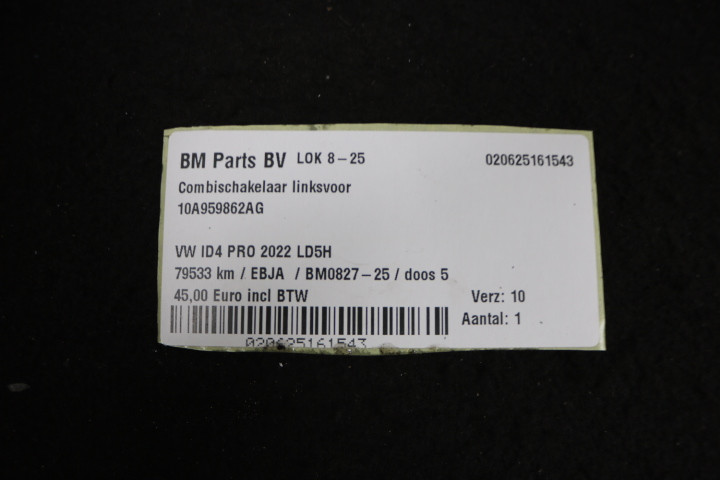 BM Parts BV LOK 8-25 020625161543
Combischakelaar linksvoor
10A959862AG
VW ID4 PRO 2022 LD5H
79533 km / EBJA / BM0827-25 / doos 5
45,00 Euro incl BTW Verz: 10
Aantal: 1
020625161543